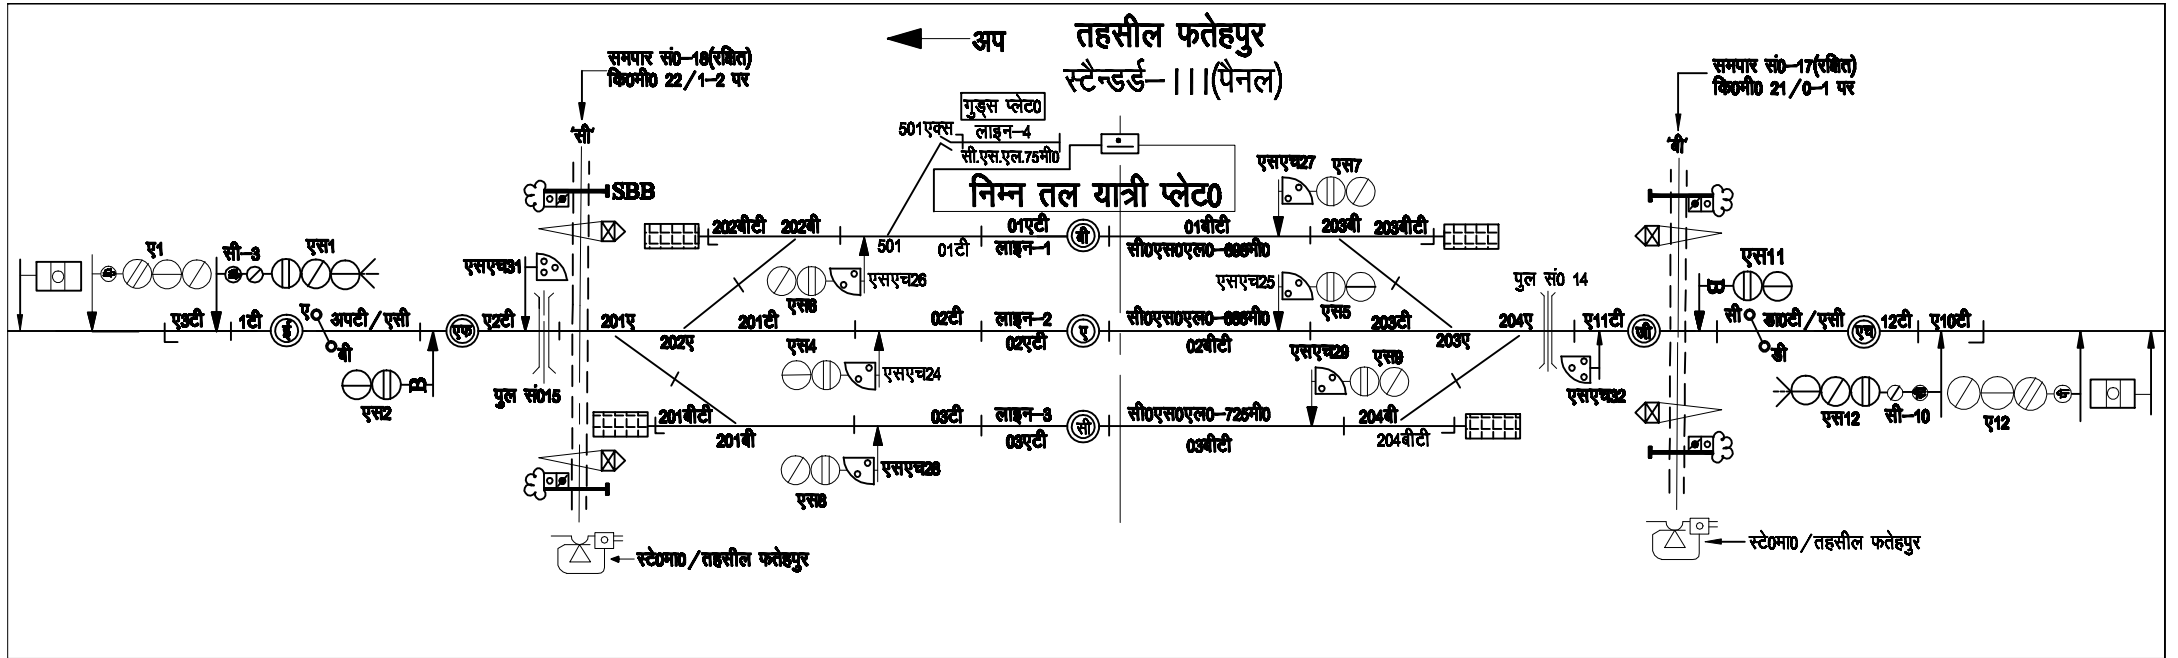 अप
तहसील फतेहपुर
स्टैन्डर्ड-III(पैनल)
समपार सं0-18(रक्षित)
कि0मी0 22/1-2 पर
'सी'
SBB
समपार सं0-17(रक्षित)
कि0मी0 21/0-1 पर
'बी'
गुड्स प्लेट0
501एक्स
लाइन-4
सी.एस.एल.75मी0
निम्न तल यात्री प्लेट0
एसएच27 एस7
202बीटी 202बी 01एटी बी 01बीटी 203बी 203बीटी
501 01टी लाइन-1
ए1 सी-3 एस1 एसएच31
एसएच26
एस6
एसएच25
एस5
पुल सं0 14
एस11
B
ए3टी 1टी ई ए बी अपटी/एसी एफ ए2टी 201ए 202ए 201टी 02टी लाइन-2 ए
02एटी 02बीटी 203टी 203ए 204ए ए11टी जी सी डी डा0टी/एसी एच 12टी ए10टी
एस2
B
पुल सं015
एस4
एसएच24
एसएच29 एस9
एसएच32
एस12 सी-10 ए12
201बीटी 201बी 03टी लाइन-3 सी सी0एस0एल0-725मी0 204बी
03एटी 03बीटी 204बीटी
एस8
एसएच28
स्टे0मा0/तहसील फतेहपुर
स्टे0मा0/तहसील फतेहपुर